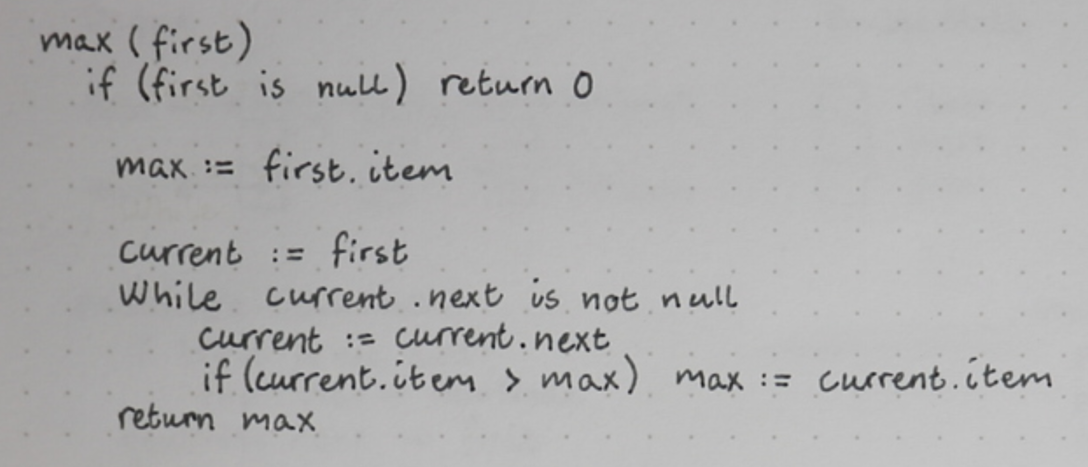 max (first)
if (first is null) return 0
max := first.item
current := first
While current.next is not null
current := current.next
if (current.item > max) max := current.item
return max